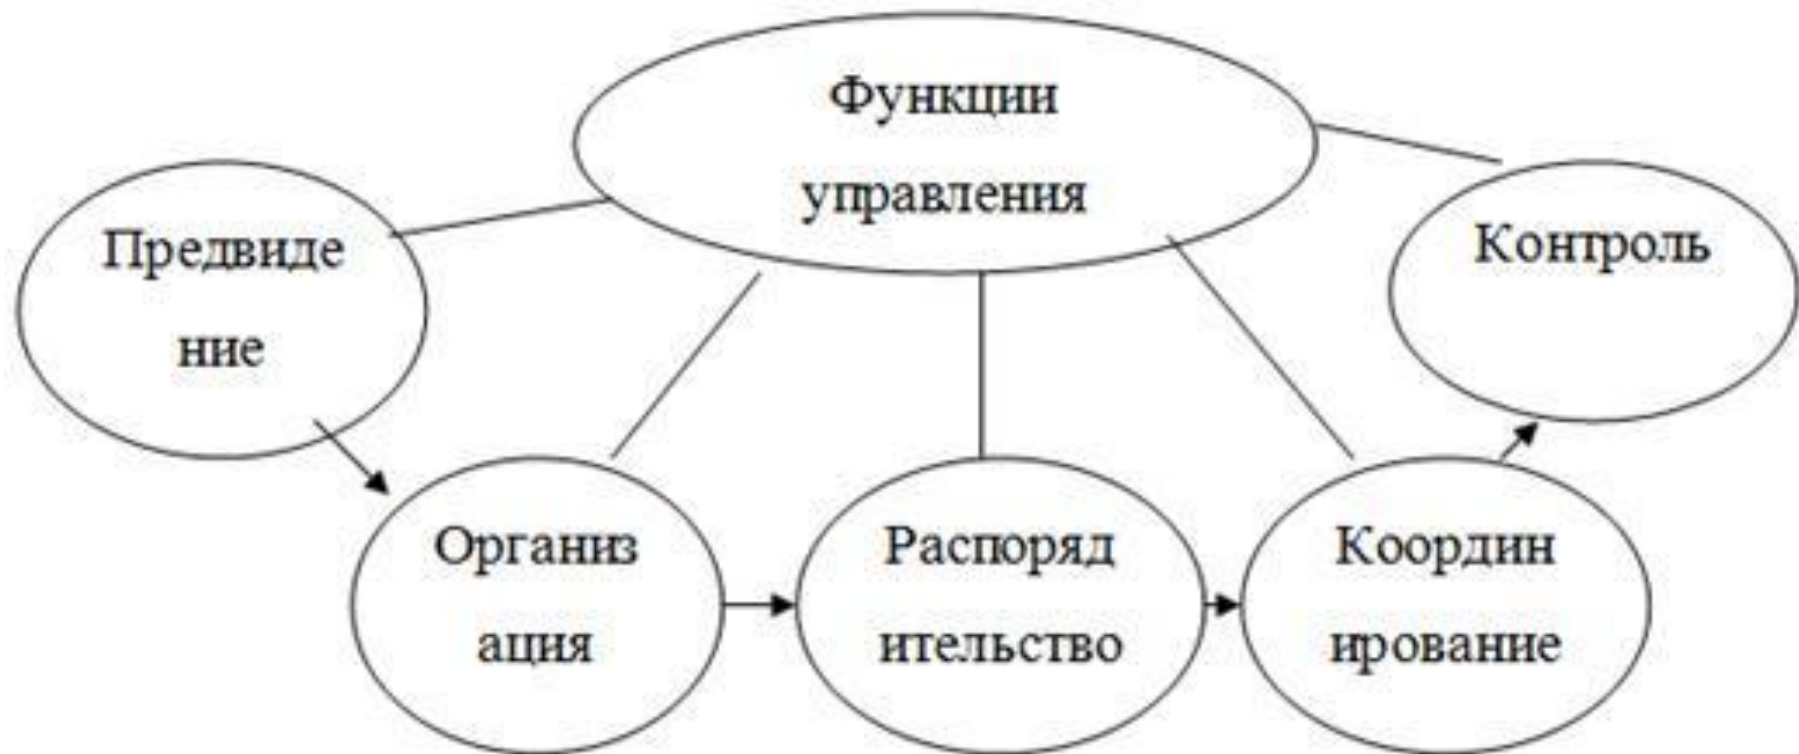 Функции
управления
Предвиде
ние
Контроль
Организ
ация
Распоряд
ительство
Координ
ирование